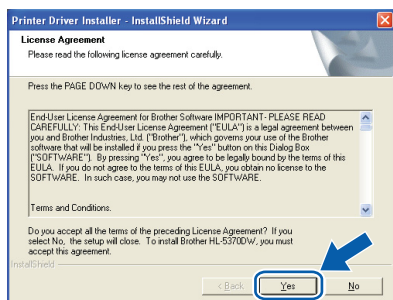 Printer Driver Installer - InstallShield Wizard
License Agreement
Please read the following license agreement carefully.
Press the PAGE DOWN key to see the rest of the agreement.
End-User License Agreement for Brother Software IMPORTANT- PLEASE READ
CAREFULLY: This End-User License Agreement ("EULA") is a legal agreement between
you and Brother Industries, Ltd. ("Brother"), which governs your use of the Brother
software that will be installed if you press the "Yes" button on this Dialog Box
("SOFTWARE"). By pressing "Yes", you agree to be legally bound by the terms of this
EULA. If you do not agree to the terms of this EULA, you obtain no license to the
SOFTWARE. In such case, you may not use the SOFTWARE.
Terms and Conditions.
Do you accept all the terms of the preceding License Agreement? If you
select No, the setup will close. To install Brother HL-5370DW, you must
accept this agreement.
InstallShield
< Back
Yes
No